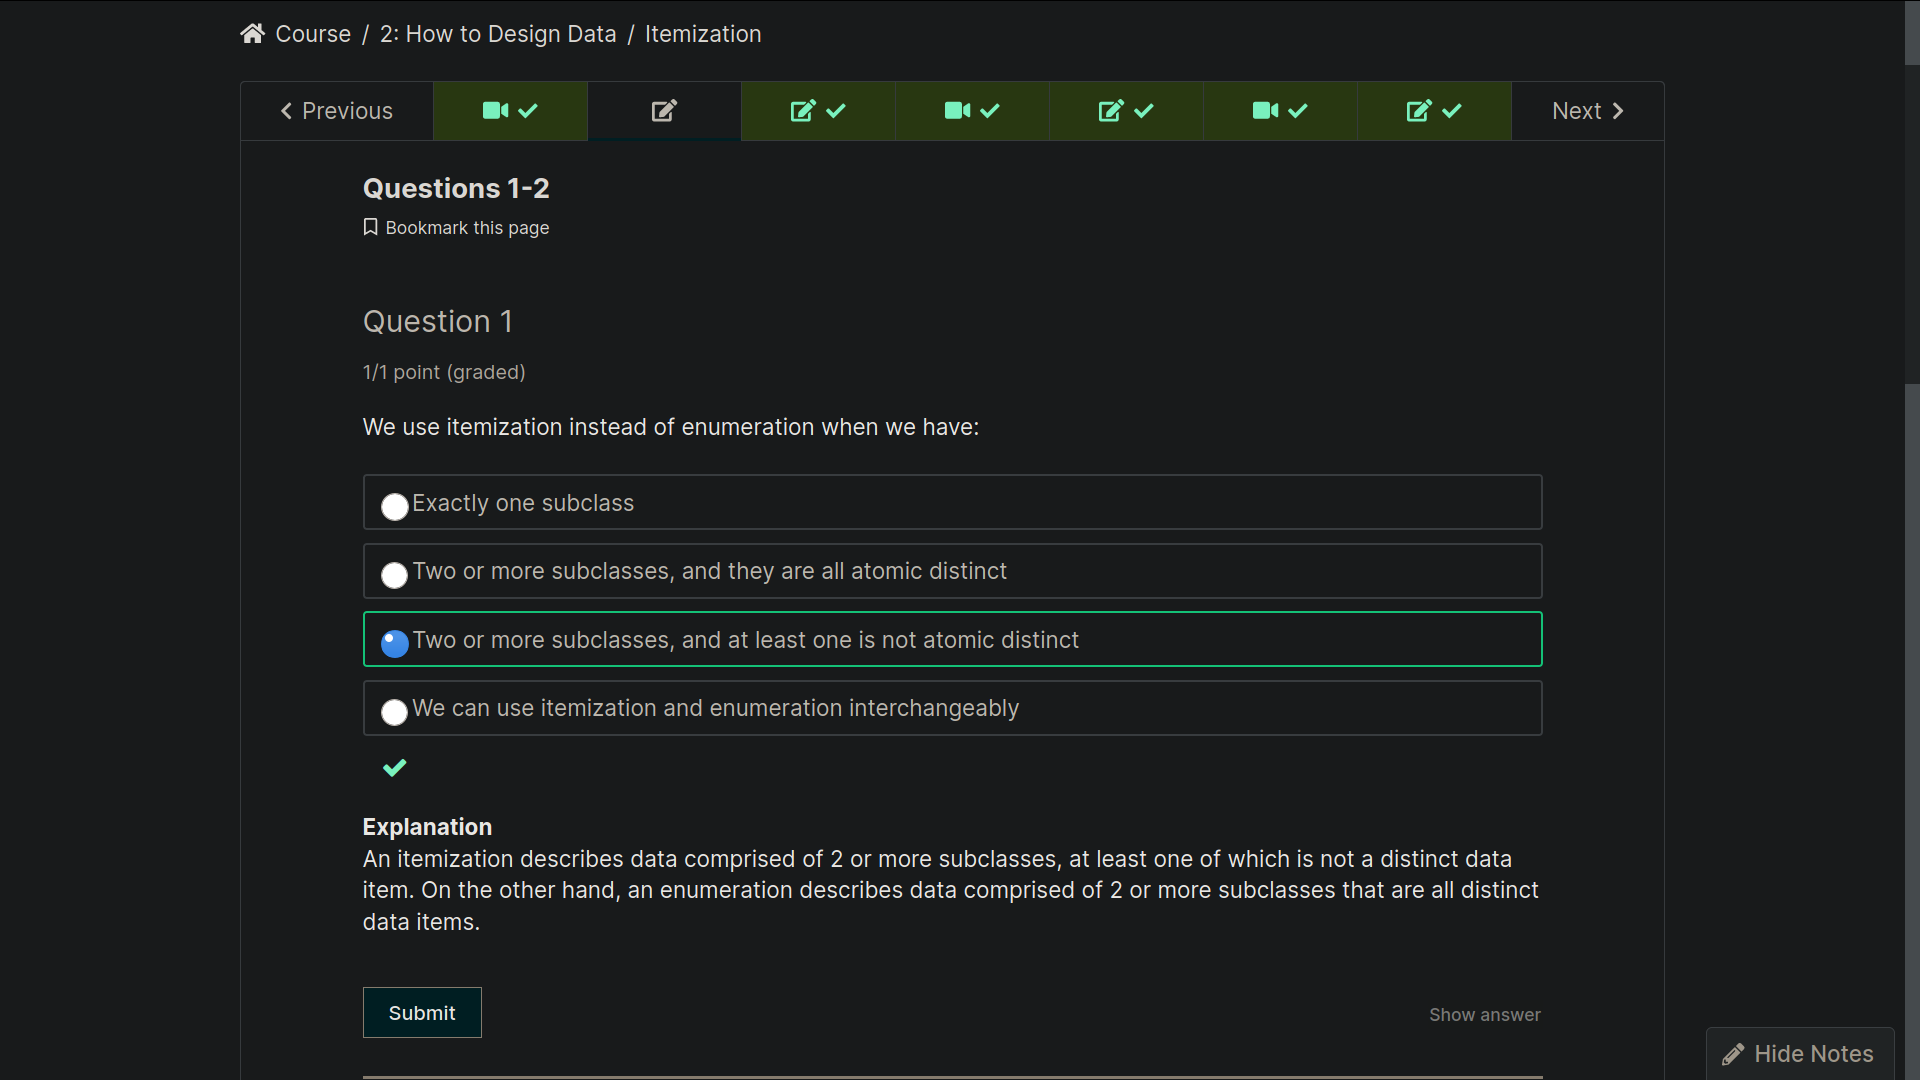 Course / 2: How to Design Data / Itemization
Previous
Next
Questions 1-2
Bookmark this page
Question 1
1/1 point (graded)
We use itemization instead of enumeration when we have:
Exactly one subclass
Two or more subclasses, and they are all atomic distinct
Two or more subclasses, and at least one is not atomic distinct
We can use itemization and enumeration interchangeably
Explanation
An itemization describes data comprised of 2 or more subclasses, at least one of which is not a distinct data
item. On the other hand, an enumeration describes data comprised of 2 or more subclasses that are all distinct
data items.
Submit
Show answer
Hide Notes